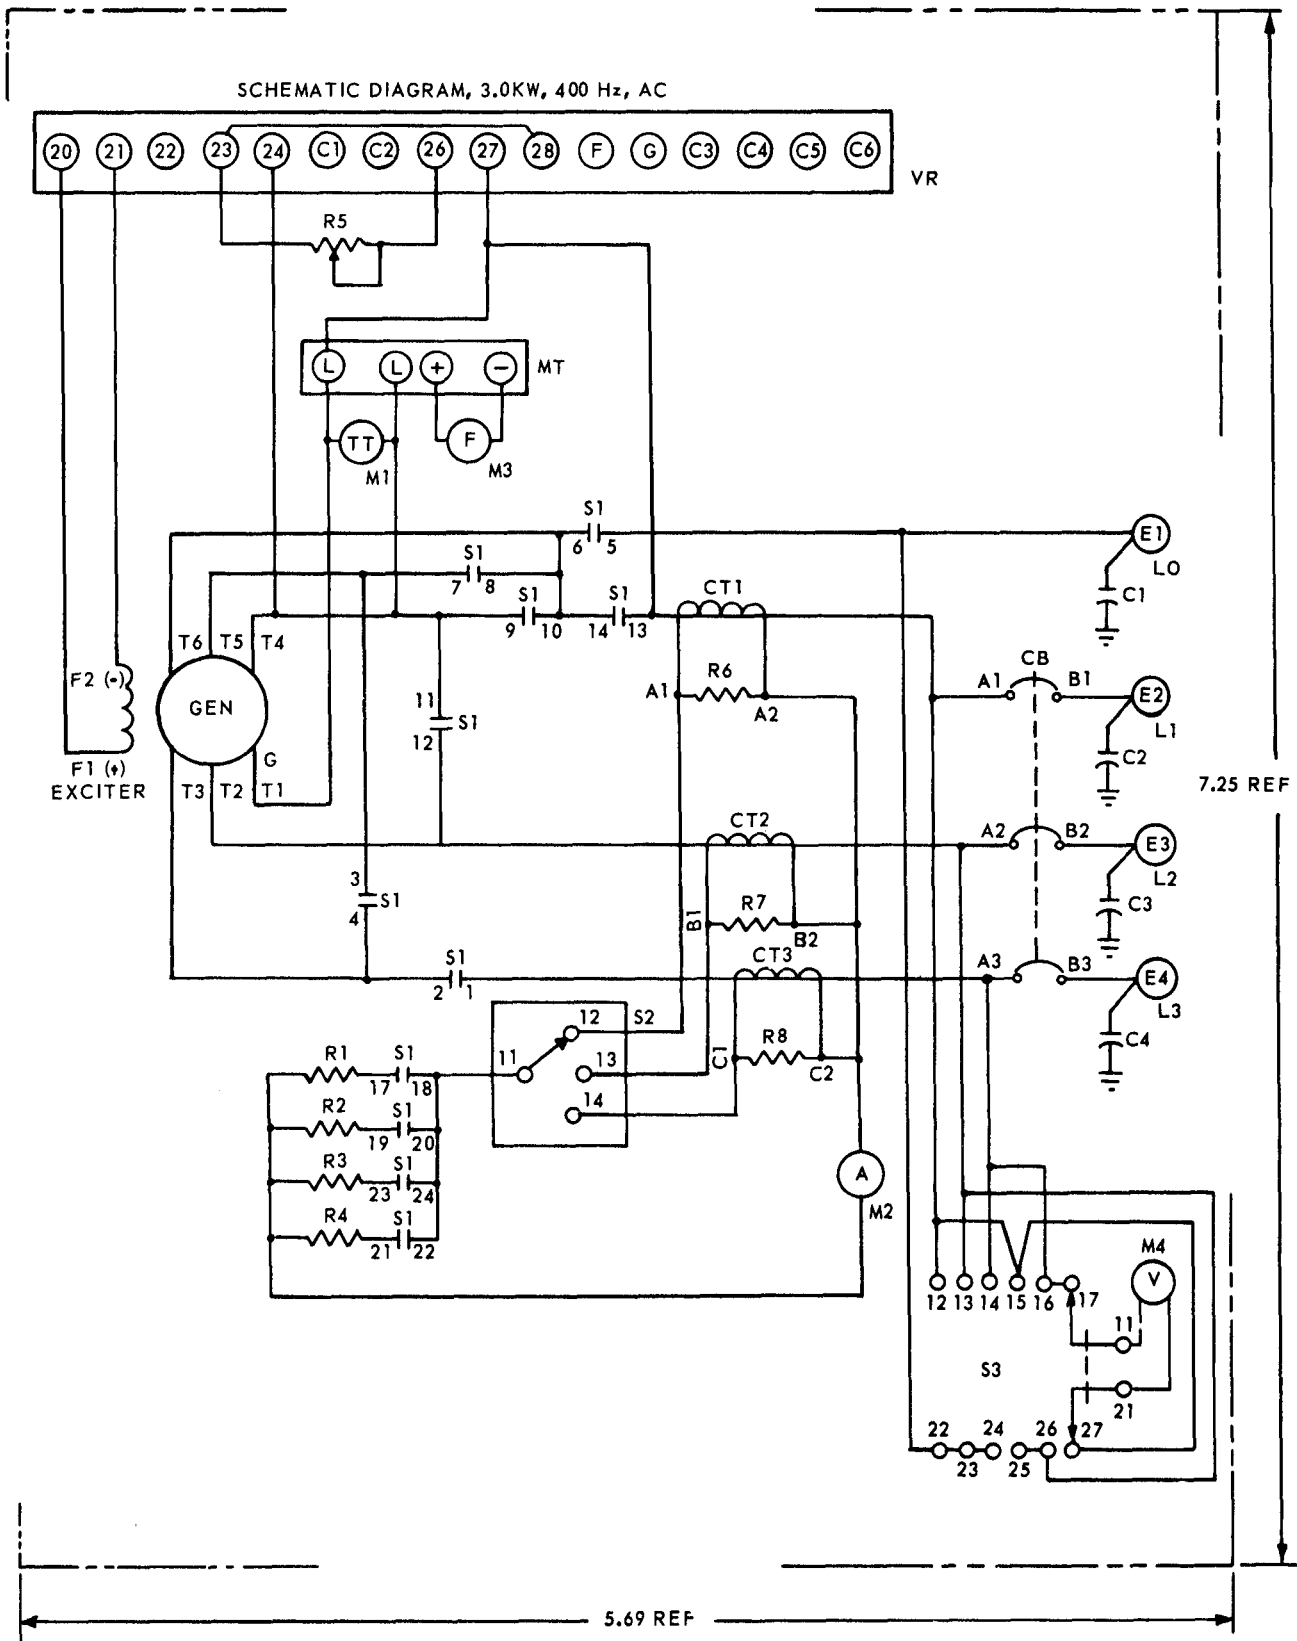 SCHEMATIC DIAGRAM, 3.0KW, 400 Hz, AC
20 21 22 23 24 C1 C2 26 27 28 F G C3 C4 C5 C6
VR
R5
L L + − MT
TT F
M1 M3
S1
6 5
E1
LO
S1
7 8
C1
S1 S1 CT1
9 10 14 13
T6 T5 T4
F2 (-)
GEN
F1 (+)
EXCITER
T3 T2 T1
G
11
S1
12
R6
A1 A2
CB
A1 B1
E2
L1
C2
7.25 REF
CT2
A2 B2
E3
L2
C3
3
S1
4
R7
B1 B2
S1
2 1
CT3
A3 B3
E4
L3
C4
R8
C1 C2
12 S2
11 13
14
R1 S1
17 18
R2 S1
19 20
R3 S1
23 24
R4 S1
21 22
A
M2
M4
V
12 13 14 15 16 17
11
S3
21
22 24 26 27
23 25
5.69 REF